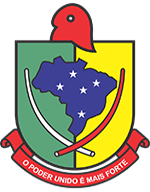 O PODER UNIDO É MAIS FORTE